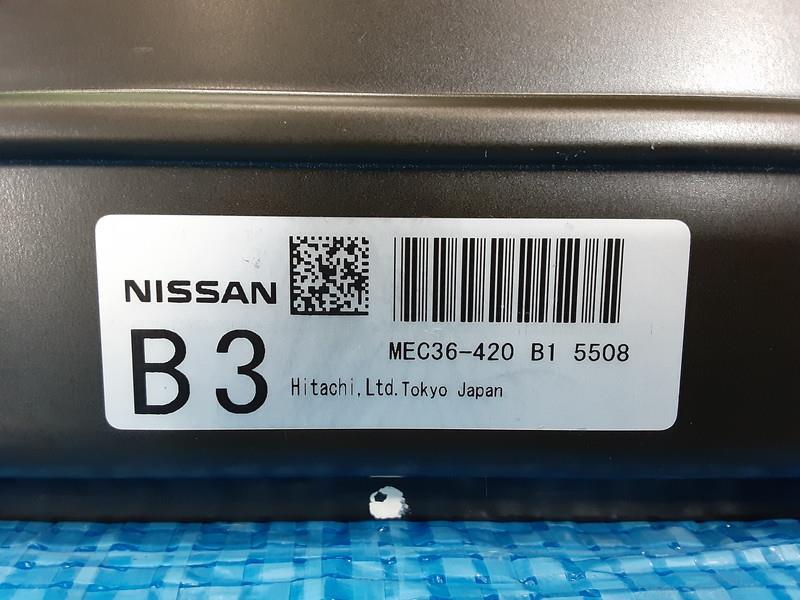 NISSAN
B3
MEC36-420 B1 5508
Hitachi,Ltd.Tokyo Japan